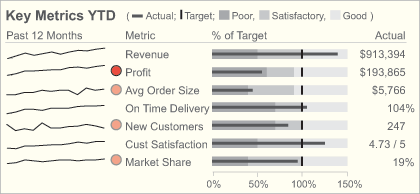 Key Metrics YTD ( Actual; Target; Poor, Satisfactory, Good )
Past 12 Months Metric % of Target Actual
Revenue $913,394
Profit $193,865
Avg Order Size $5,766
On Time Delivery 104%
New Customers 247
Cust Satisfaction 4.73 / 5
Market Share 19%
0% 50% 100% 150%